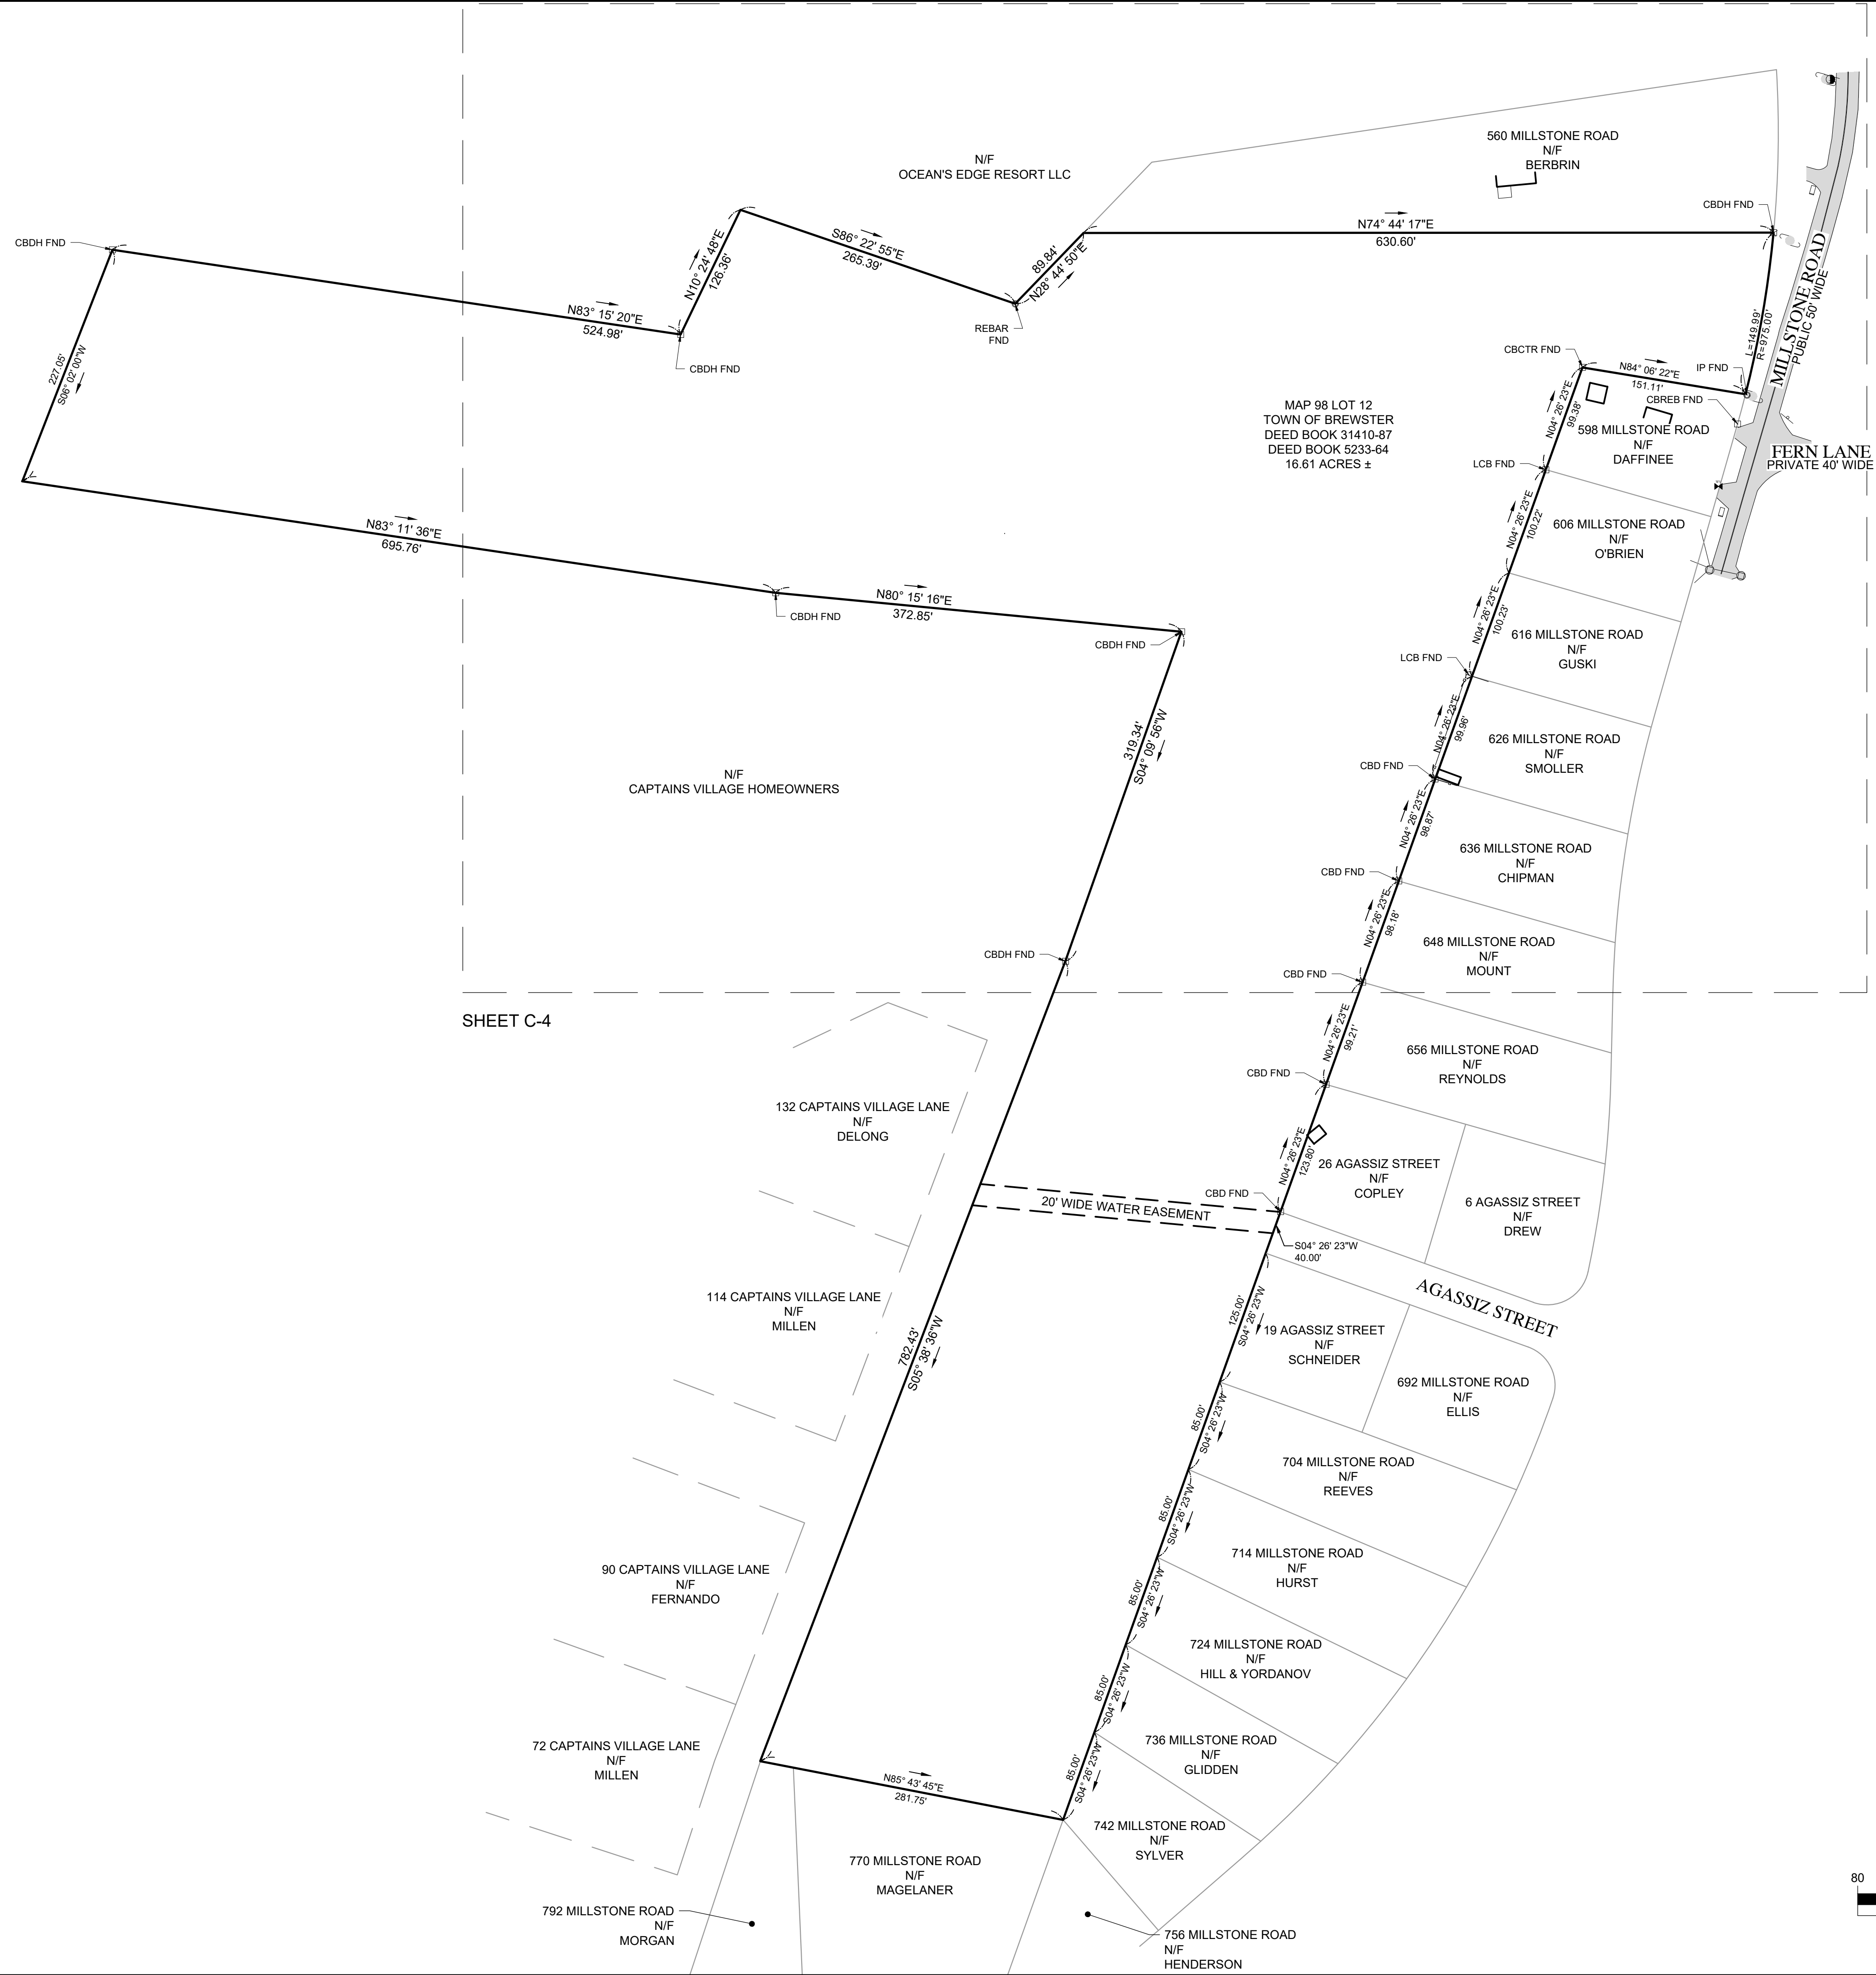 560 MILLSTONE ROAD
N/F
BERBRIN
N/F
OCEAN'S EDGE RESORT LLC
CBDH FND
N74° 44' 17"E
630.60'
CBDH FND
S86° 22' 55"E
265.39'
N10° 24' 48"E
126.36'
89.84'
N28° 44' 50"E
N83° 15' 20"E
524.98'
CBDH FND
REBAR
FND
L=149.99'
R=975.00'
MILLSTONE ROAD
PUBLIC 50' WIDE
227.05'
S06° 02' 00"W
CBCTR FND
N84° 06' 22"E
151.11'
IP FND
CBREB FND
MAP 98 LOT 12
TOWN OF BREWSTER
DEED BOOK 31410-87
DEED BOOK 5233-64
16.61 ACRES ±
N04° 26' 23"E
99.38'
598 MILLSTONE ROAD
N/F
DAFFINEE
FERN LANE
PRIVATE 40' WIDE
LCB FND
N04° 26' 23"E
100.22'
606 MILLSTONE ROAD
N/F
O'BRIEN
N83° 11' 36"E
695.76'
CBDH FND
N80° 15' 16"E
372.85'
CBDH FND
N04° 26' 23"E
100.23'
616 MILLSTONE ROAD
N/F
GUSKI
LCB FND
319.34'
S04° 09' 56"W
N04° 26' 23"E
99.96'
626 MILLSTONE ROAD
N/F
SMOLLER
CBD FND
N/F
CAPTAINS VILLAGE HOMEOWNERS
N04° 26' 23"E
98.87'
636 MILLSTONE ROAD
N/F
CHIPMAN
CBD FND
N04° 26' 23"E
98.18'
648 MILLSTONE ROAD
N/F
MOUNT
CBDH FND
CBD FND
SHEET C-4
N04° 26' 23"E
99.21'
656 MILLSTONE ROAD
N/F
REYNOLDS
CBD FND
132 CAPTAINS VILLAGE LANE
N/F
DELONG
N04° 26' 23"E
123.80'
26 AGASSIZ STREET
N/F
COPLEY
6 AGASSIZ STREET
N/F
DREW
CBD FND
20' WIDE WATER EASEMENT
S04° 26' 23"W
40.00'
AGASSIZ STREET
114 CAPTAINS VILLAGE LANE
N/F
MILLEN
782.43'
S05° 38' 36"W
125.00'
S04° 26' 23"W
19 AGASSIZ STREET
N/F
SCHNEIDER
692 MILLSTONE ROAD
N/F
ELLIS
85.00'
S04° 26' 23"W
704 MILLSTONE ROAD
N/F
REEVES
85.00'
S04° 26' 23"W
714 MILLSTONE ROAD
N/F
HURST
90 CAPTAINS VILLAGE LANE
N/F
FERNANDO
85.00'
S04° 26' 23"W
724 MILLSTONE ROAD
N/F
HILL & YORDANOV
85.00'
S04° 26' 23"W
736 MILLSTONE ROAD
N/F
GLIDDEN
72 CAPTAINS VILLAGE LANE
N/F
MILLEN
85.00'
S04° 26' 23"W
N85° 43' 45"E
281.75'
742 MILLSTONE ROAD
N/F
SYLVER
770 MILLSTONE ROAD
N/F
MAGELANER
80
792 MILLSTONE ROAD
N/F
MORGAN
756 MILLSTONE ROAD
N/F
HENDERSON